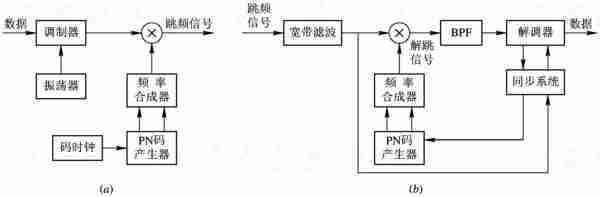 数据
调制器
跳频信号
振荡器
频率
合成器
码时钟
PN码
产生器
(a)
跳频
信号
宽带滤波
解跳
信号
BPF
解调器
数据
同步系统
频率
合成器
PN码
产生器
(b)